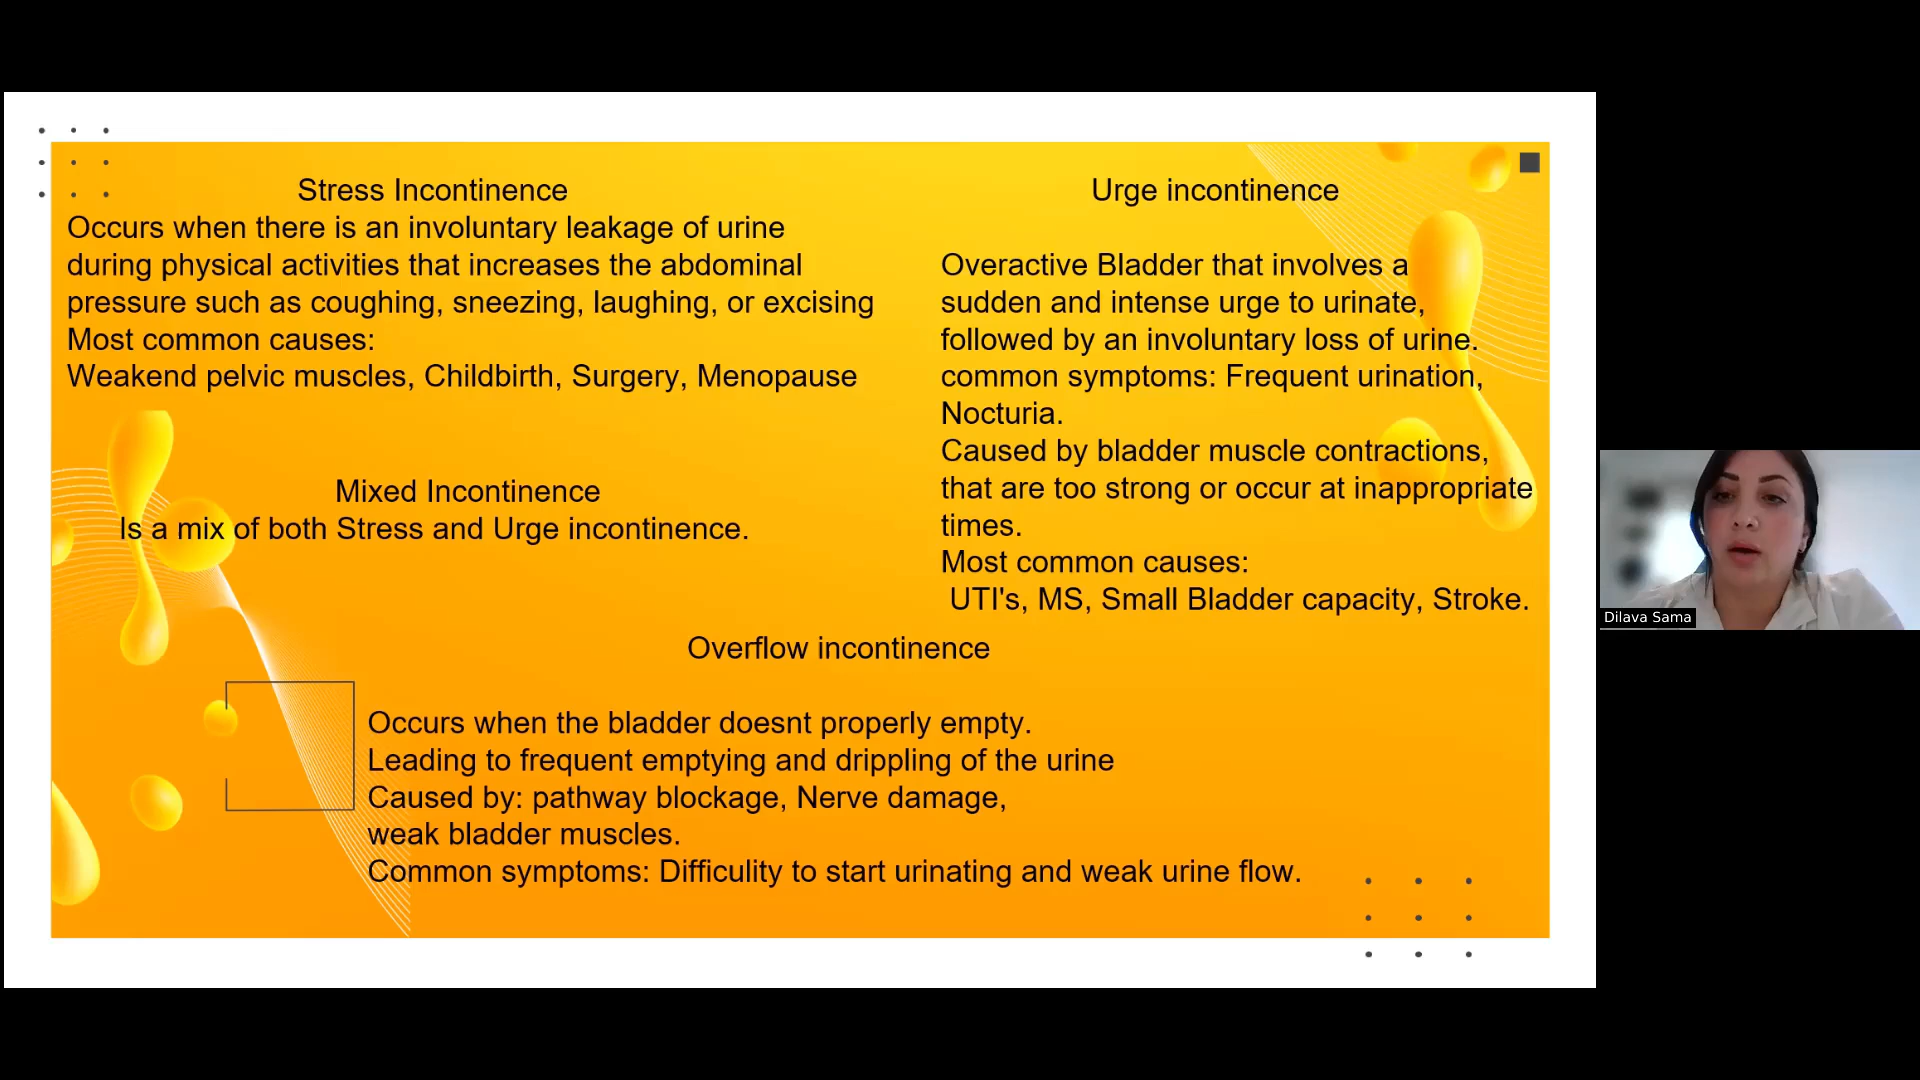 Stress Incontinence
Occurs when there is an involuntary leakage of urine
during physical activities that increases the abdominal
pressure such as coughing, sneezing, laughing, or excising
Most common causes:
Weakend pelvic muscles, Childbirth, Surgery, Menopause
Mixed Incontinence
Is a mix of both Stress and Urge incontinence.
Urge incontinence
Overactive Bladder that involves a
sudden and intense urge to urinate,
followed by an involuntary loss of urine.
common symptoms: Frequent urination,
Nocturia.
Caused by bladder muscle contractions,
that are too strong or occur at inappropriate
times.
Most common causes:
UTI's, MS, Small Bladder capacity, Stroke.
Overflow incontinence
Occurs when the bladder doesnt properly empty.
Leading to frequent emptying and drippling of the urine
Caused by: pathway blockage, Nerve damage,
weak bladder muscles.
Common symptoms: Difficulity to start urinating and weak urine flow.
Dilava Sama